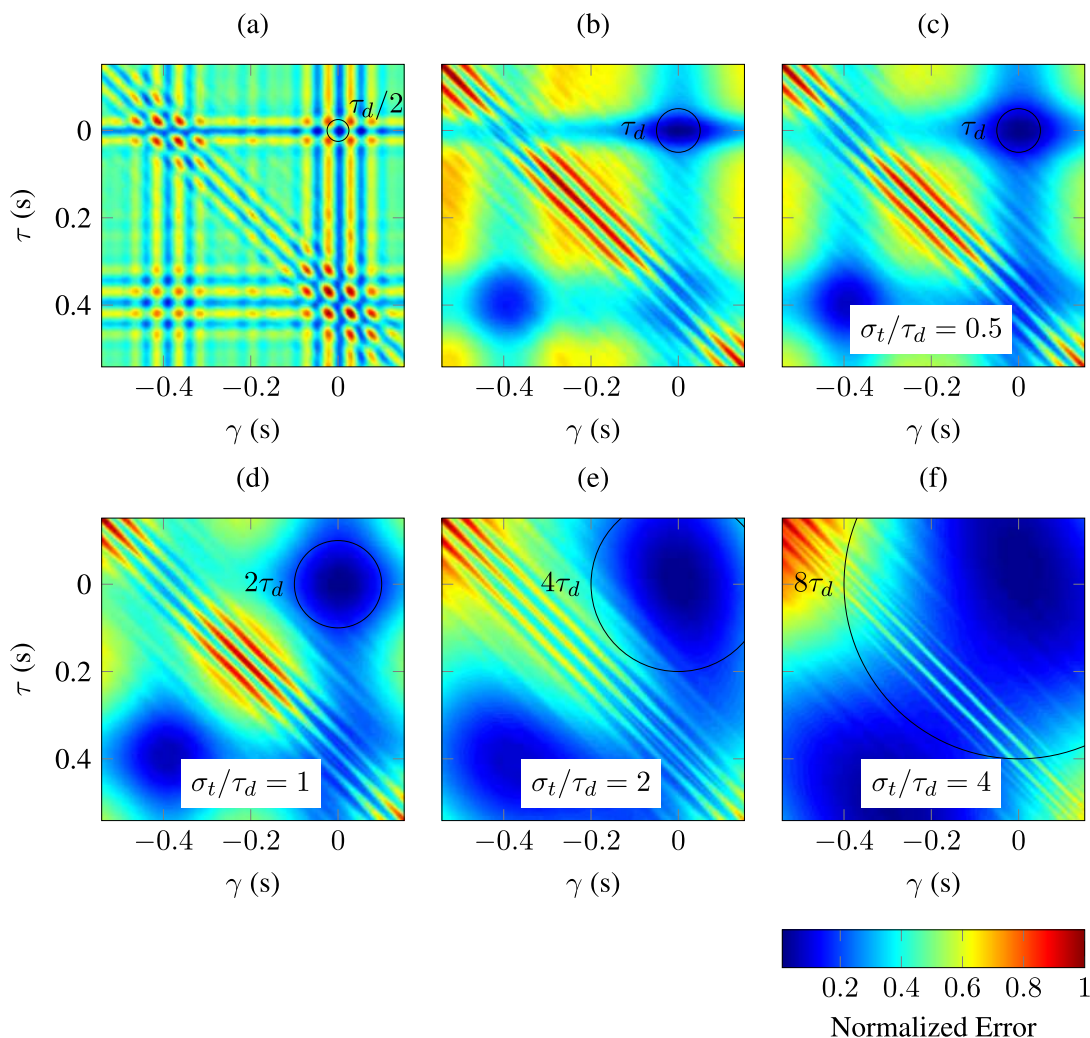 (a) (b) (c)
τ_d/2
τ_d
τ_d
0
0.2
0.4
τ (s)
σ_t/τ_d = 0.5
−0.4 −0.2 0 −0.4 −0.2 0 −0.4 −0.2 0
γ (s) γ (s) γ (s)
(d) (e) (f)
0
0.2
0.4
τ (s)
2τ_d
4τ_d
8τ_d
σ_t/τ_d = 1
σ_t/τ_d = 2
σ_t/τ_d = 4
−0.4 −0.2 0 −0.4 −0.2 0 −0.4 −0.2 0
γ (s) γ (s) γ (s)
0.2 0.4 0.6 0.8 1
Normalized Error